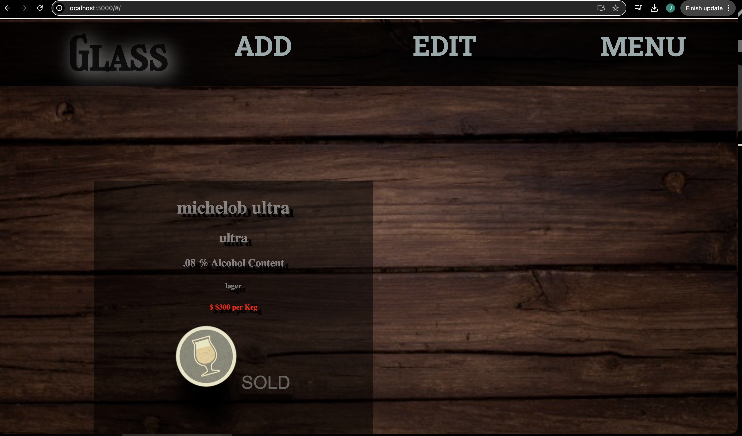 localhost:3000/#/
Finish update
Glass
ADD
EDIT
MENU
michelob ultra
ultra
.08 % Alcohol Content
lager
$ $300 per Keg
SOLD